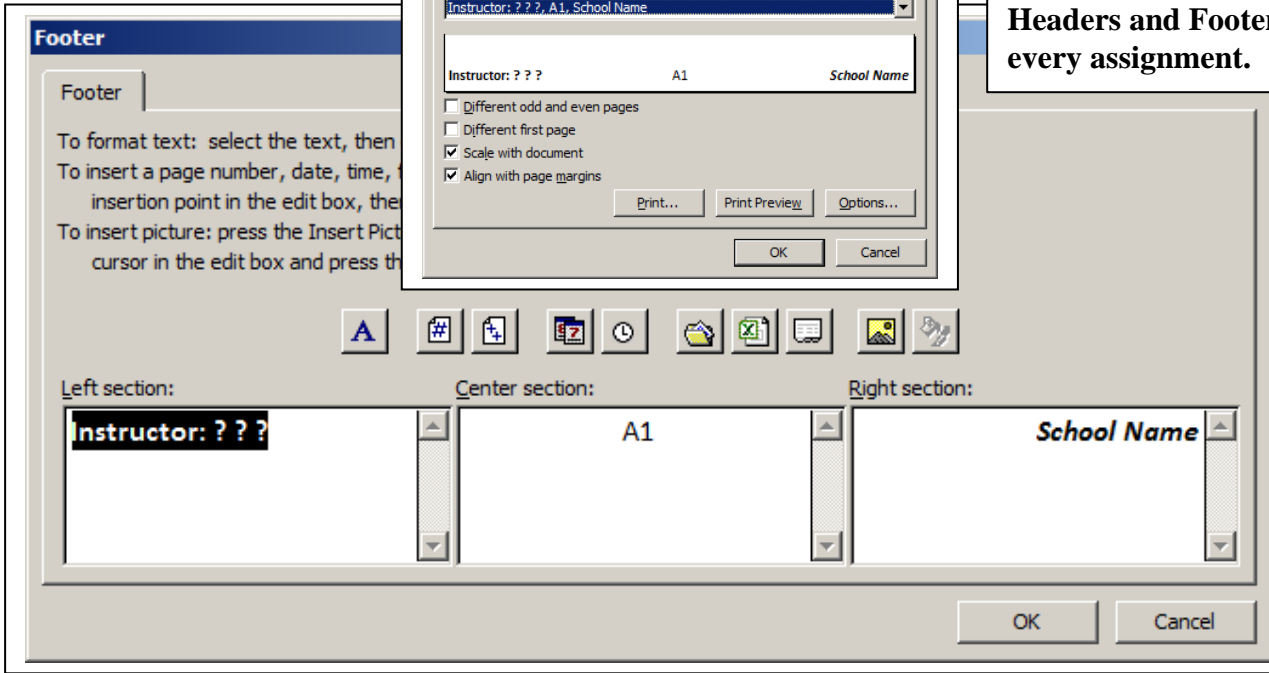 Instructor: ? ? ?, A1, School Name
Instructor: ? ? ? A1 School Name
Different odd and even pages
Different first page
Scale with document
Align with page margins
Print... Print Preview Options...
OK Cancel
Headers and Footer
every assignment.
Footer
Footer
To format text: select the text, then
To insert a page number, date, time,
insertion point in the edit box, then
To insert picture: press the Insert Pict
cursor in the edit box and press th
A
Left section: Center section: Right section:
Instructor: ? ? ? A1 School Name
OK Cancel